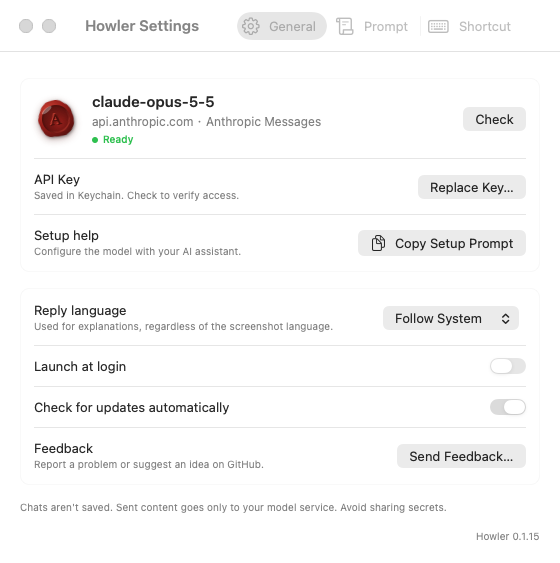 Howler Settings
General
Prompt
Shortcut
A
claude-opus-5-5
api.anthropic.com · Anthropic Messages
Ready
Check
API Key
Saved in Keychain. Check to verify access.
Replace Key...
Setup help
Configure the model with your AI assistant.
Copy Setup Prompt
Reply language
Used for explanations, regardless of the screenshot language.
Follow System
Launch at login
Check for updates automatically
Feedback
Report a problem or suggest an idea on GitHub.
Send Feedback...
Chats aren't saved. Sent content goes only to your model service. Avoid sharing secrets.
Howler 0.1.15